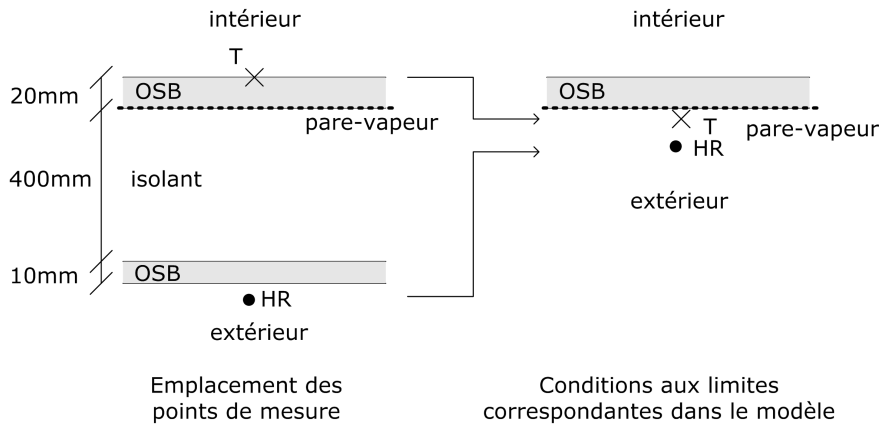 intérieur
T
OSB
20mm
pare-vapeur
400mm
isolant
OSB
10mm
HR
extérieur
Emplacement des
points de mesure
intérieur
OSB
T
pare-vapeur
HR
extérieur
Conditions aux limites
correspondantes dans le modèle